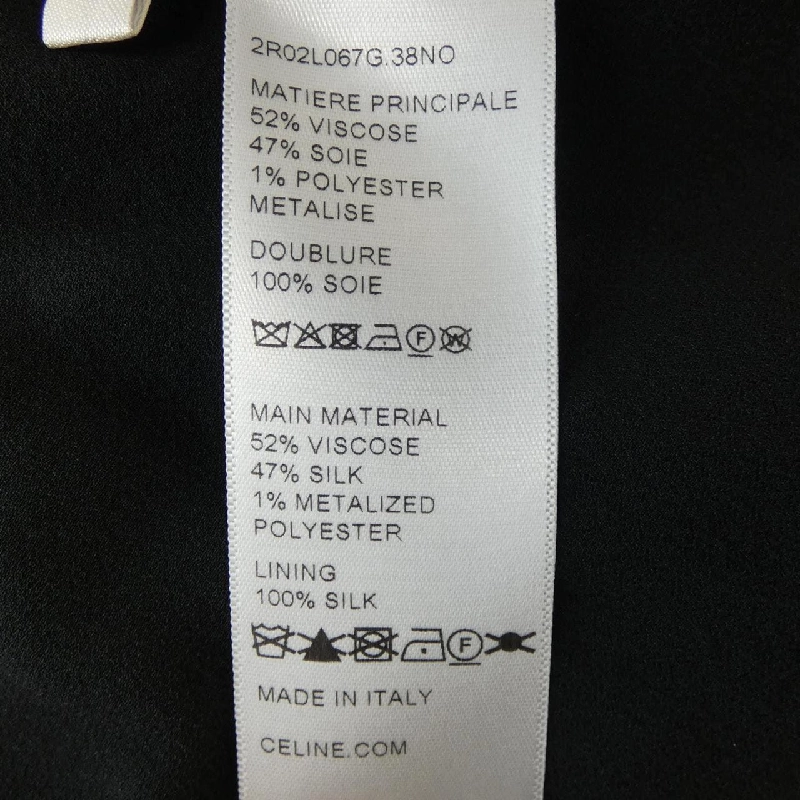 2R02L067G.38NO
MATIERE PRINCIPALE
52% VISCOSE
47% SOIE
1% POLYESTER
METALISE
DOUBLURE
100% SOIE
F W
MAIN MATERIAL
52% VISCOSE
47% SILK
1% METALIZED
POLYESTER
LINING
100% SILK
F
MADE IN ITALY
CELINE.COM